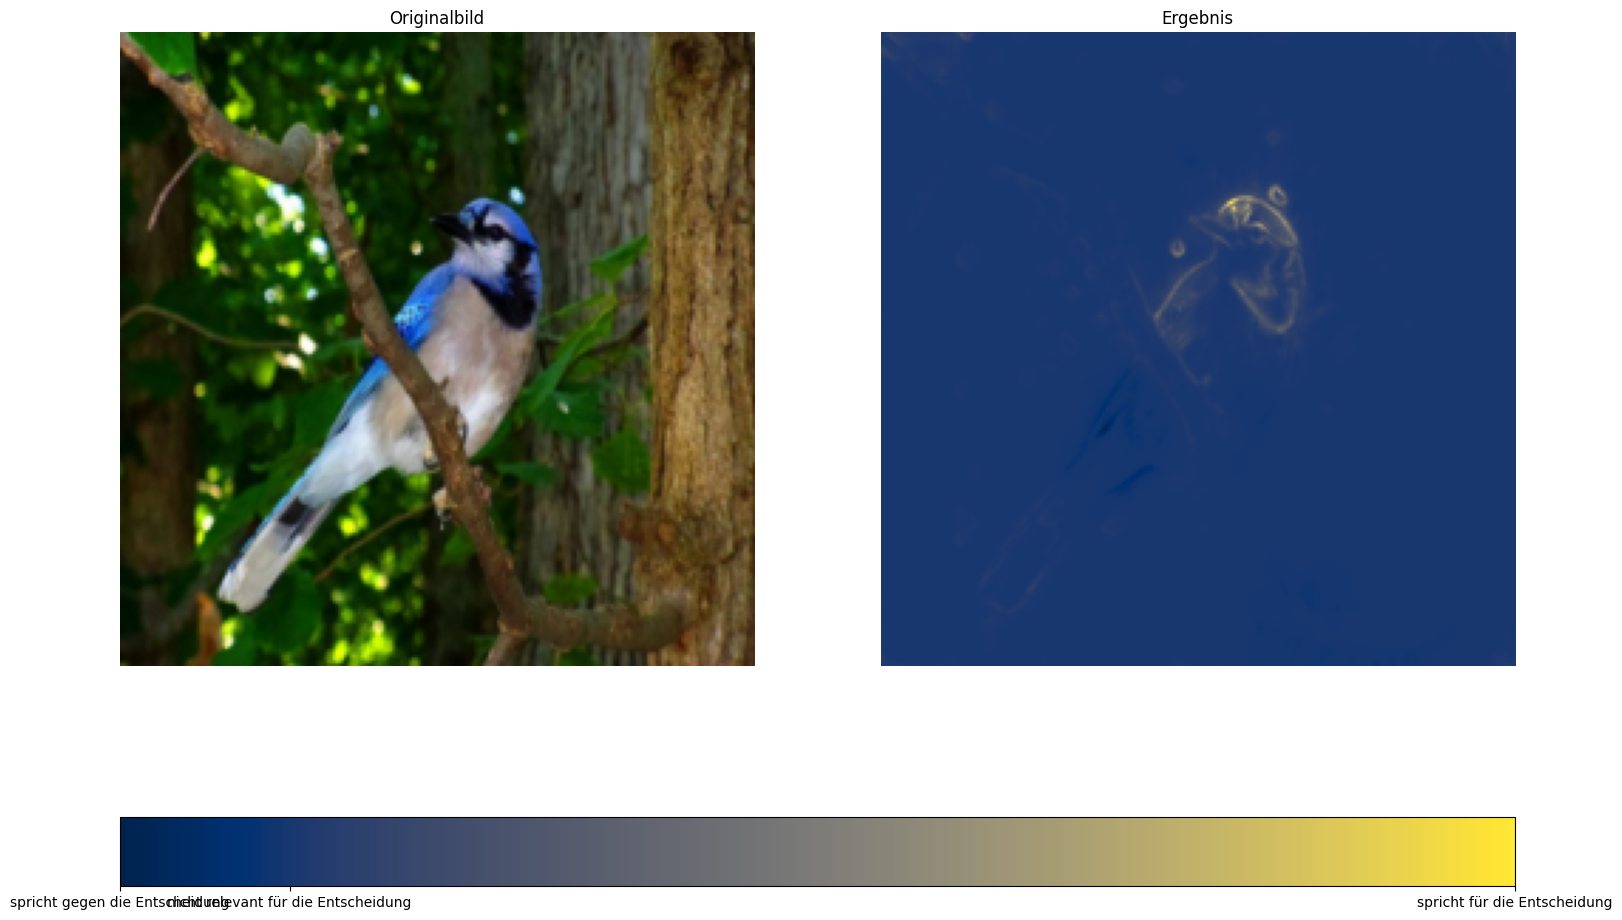 Originalbild
Ergebnis
spricht gegen die Entscheidung
nicht relevant für die Entscheidung
spricht für die Entscheidung